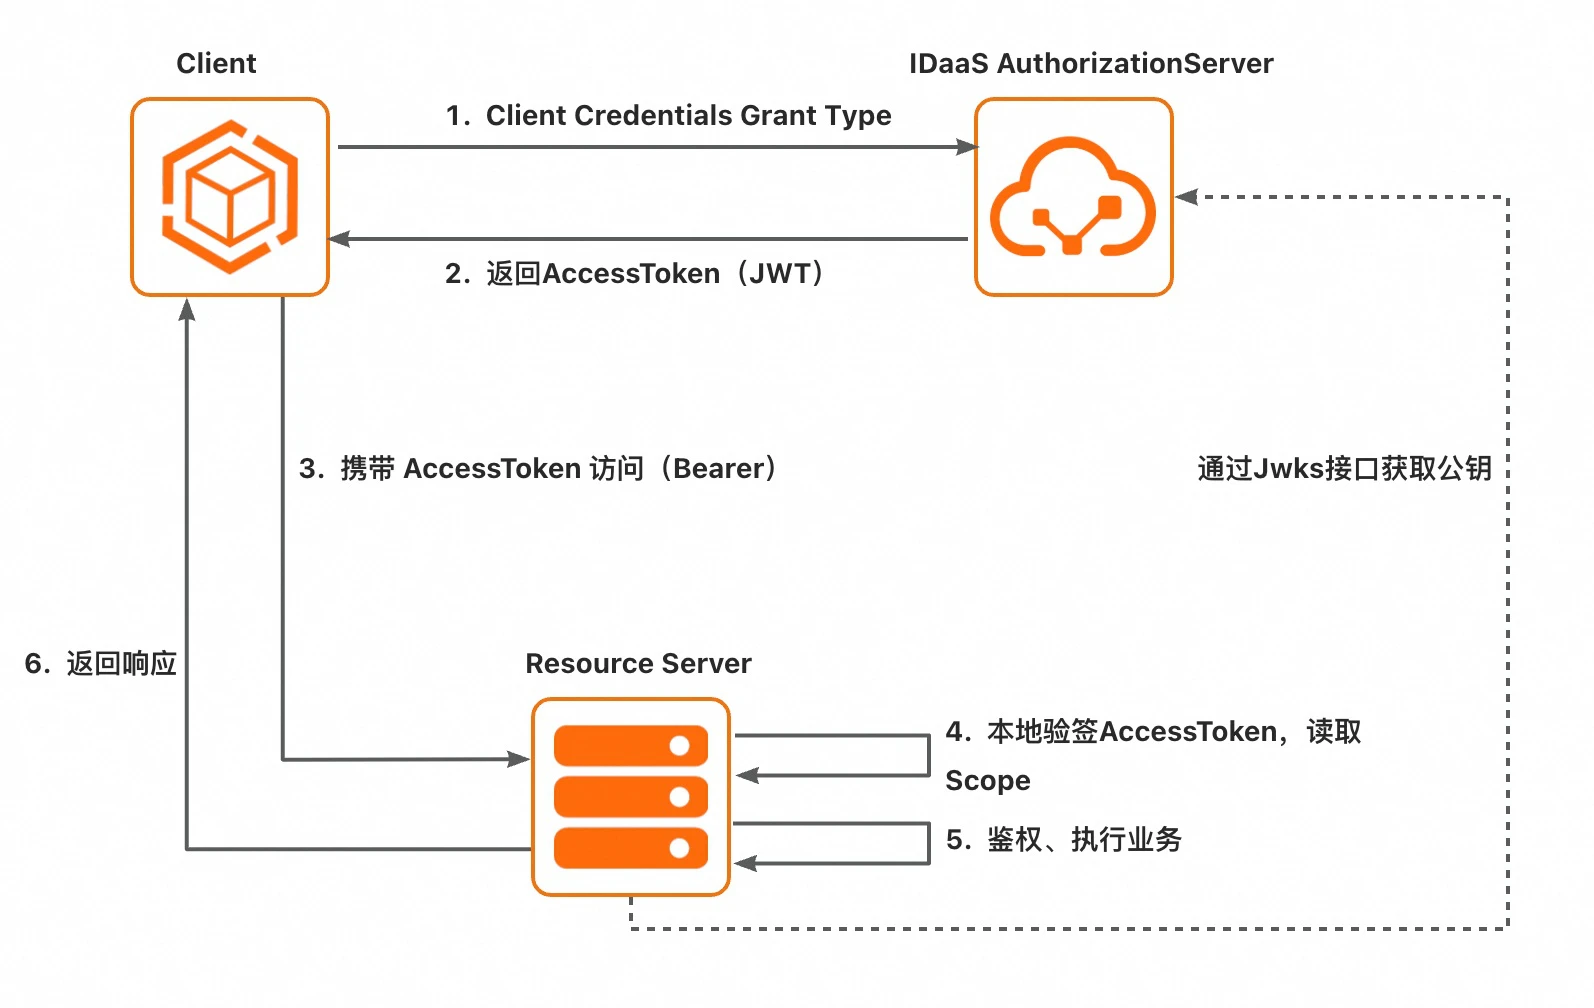 Client
IDaaS AuthorizationServer
1. Client Credentials Grant Type
2. 返回AccessToken（JWT）
3. 携带 AccessToken 访问（Bearer）
通过Jwks接口获取公钥
6. 返回响应
Resource Server
4. 本地验签AccessToken，读取
Scope
5. 鉴权、执行业务